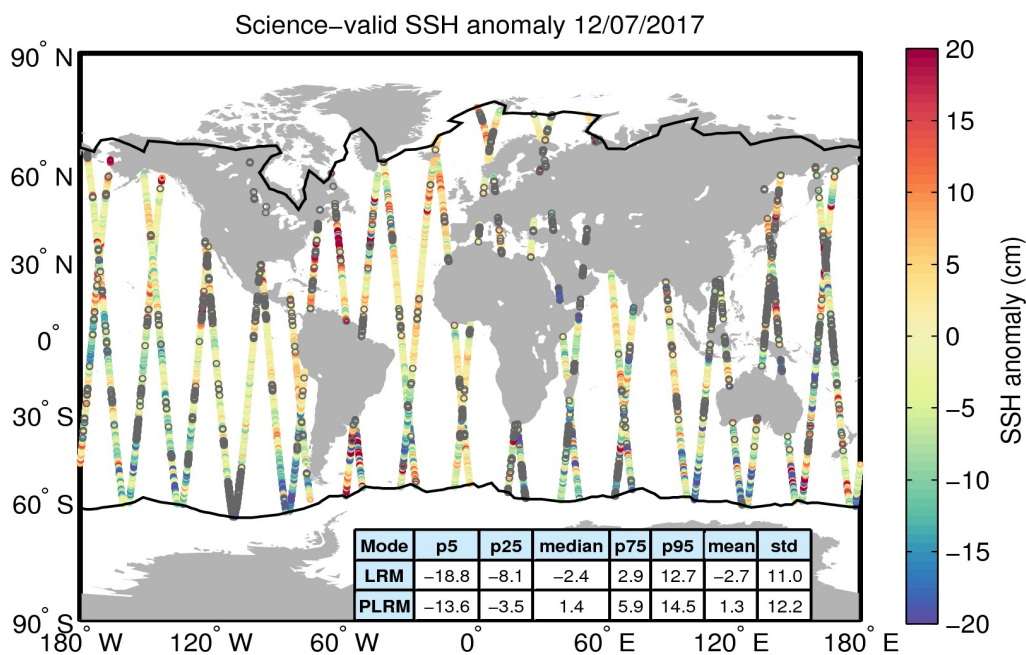 Science−valid SSH anomaly 12/07/2017
90° N
60° N
30° N
0°
30° S
60° S
90° S
180° W
120° W
60° W
0°
60° E
120° E
180° E
Mode p5 p25 median p75 p95 mean std
LRM −18.8 −8.1 −2.4 2.9 12.7 −2.7 11.0
PLRM −13.6 −3.5 1.4 5.9 14.5 1.3 12.2
20
15
10
5
0
−5
−10
−15
−20
SSH anomaly (cm)